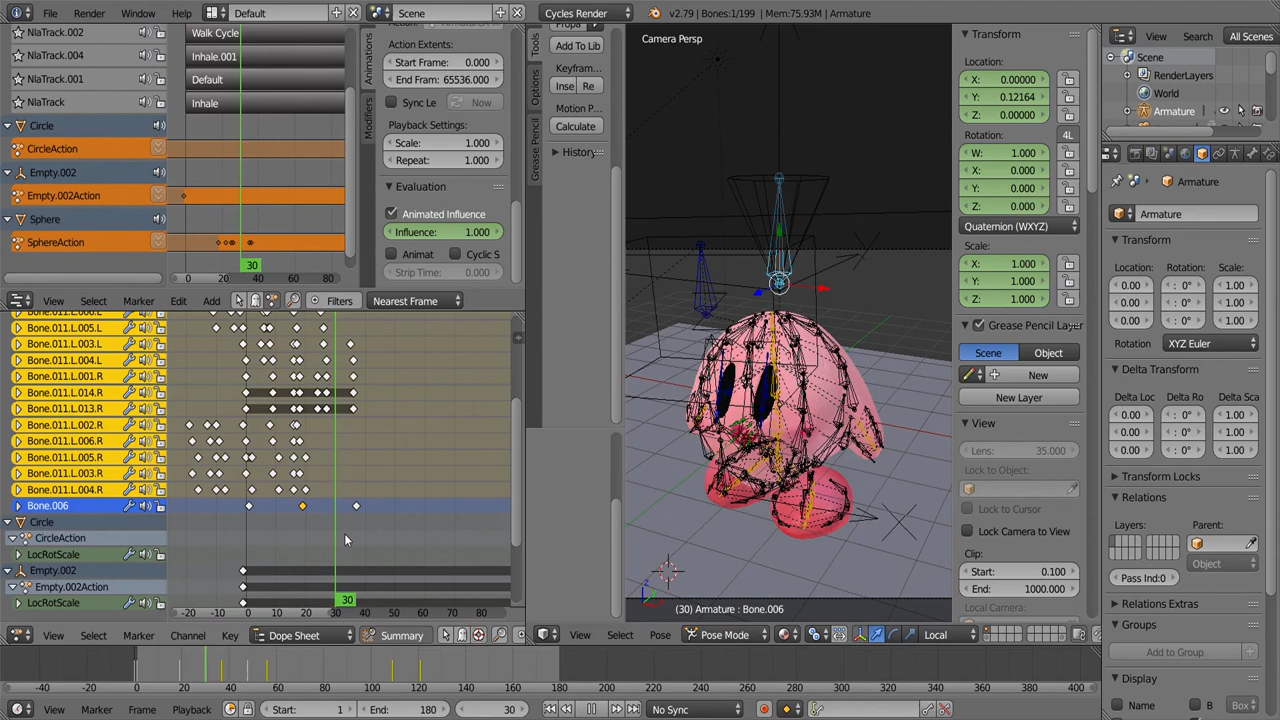 File
Render
Window
Help
Default
Scene
Cycles Render
v2.79 | Bones:1/199 | Mem:75.93M | Armature
NlaTrack.002
NlaTrack.004
NlaTrack.001
NlaTrack
Circle
CircleAction
Empty.002
Empty.002Action
Sphere
SphereAction
Walk Cycle
Inhale.001
Default
Inhale
30
0
20
40
60
80
Action Extents:
Start Frame: 0.000
End Fram: 65536.000
Sync Le
Now
Playback Settings:
Scale: 1.000
Repeat: 1.000
Evaluation
Animated Influence
Influence: 1.000
Animat
Cyclic S
Strip Time: 0.000
Animations
Modifiers
View
Select
Marker
Edit
Add
Filters
Nearest Frame
Bone.011.L.005.L
Bone.011.L.003.L
Bone.011.L.004.L
Bone.011.L.001.R
Bone.011.L.014.R
Bone.011.L.013.R
Bone.011.L.002.R
Bone.011.L.006.R
Bone.011.L.005.R
Bone.011.L.003.R
Bone.011.L.004.R
Bone.006
Circle
CircleAction
LocRotScale
Empty.002
Empty.002Action
LocRotScale
30
-20
-10
0
10
20
30
40
50
60
70
80
View
Select
Marker
Channel
Key
Dope Sheet
Summary
Add To Lib
Keyfram...
Inse
Re
Motion P...
Calculate
History
Tools
Options
Grease Pencil
Camera Persp
(30) Armature : Bone.006
View
Select
Pose
Pose Mode
Local
Transform
Location:
X: 0.00000
Y: 0.12164
Z: 0.00000
Rotation:
4L
W: 1.000
X: 0.000
Y: 0.000
Z: 0.000
Quaternion (WXYZ)
Scale:
X: 1.000
Y: 1.000
Z: 1.000
Grease Pencil Layer
Scene
Object
New
New Layer
View
Lens: 35.000
Lock to Object:
Lock to Cursor
Lock Camera to View
Clip:
Start: 0.100
End: 1000.000
Local Camera:
View
Search
All Scenes
Scene
RenderLayers
World
Armature
Armature
Armature
Transform
Location:
Rotation:
Scale:
0.00
: 0°
1.00
0.00
: 0°
1.00
0.00
: 0°
1.00
Rotation
XYZ Euler
Delta Transform
Delta Loc
Delta Ro
Delta Sca
0.00
: 0°
1.00
0.00
: 0°
1.00
0.00
: 0°
1.00
Transform Locks
Relations
Layers:
Parent:
Object
Pass Ind:0
Relations Extras
Groups
Add to Group
Display
Name
B
Box
-40
-20
0
20
40
60
80
100
120
140
160
180
200
220
240
260
280
300
320
340
360
380
400
View
Marker
Frame
Playback
Start: 1
End: 180
30
No Sync